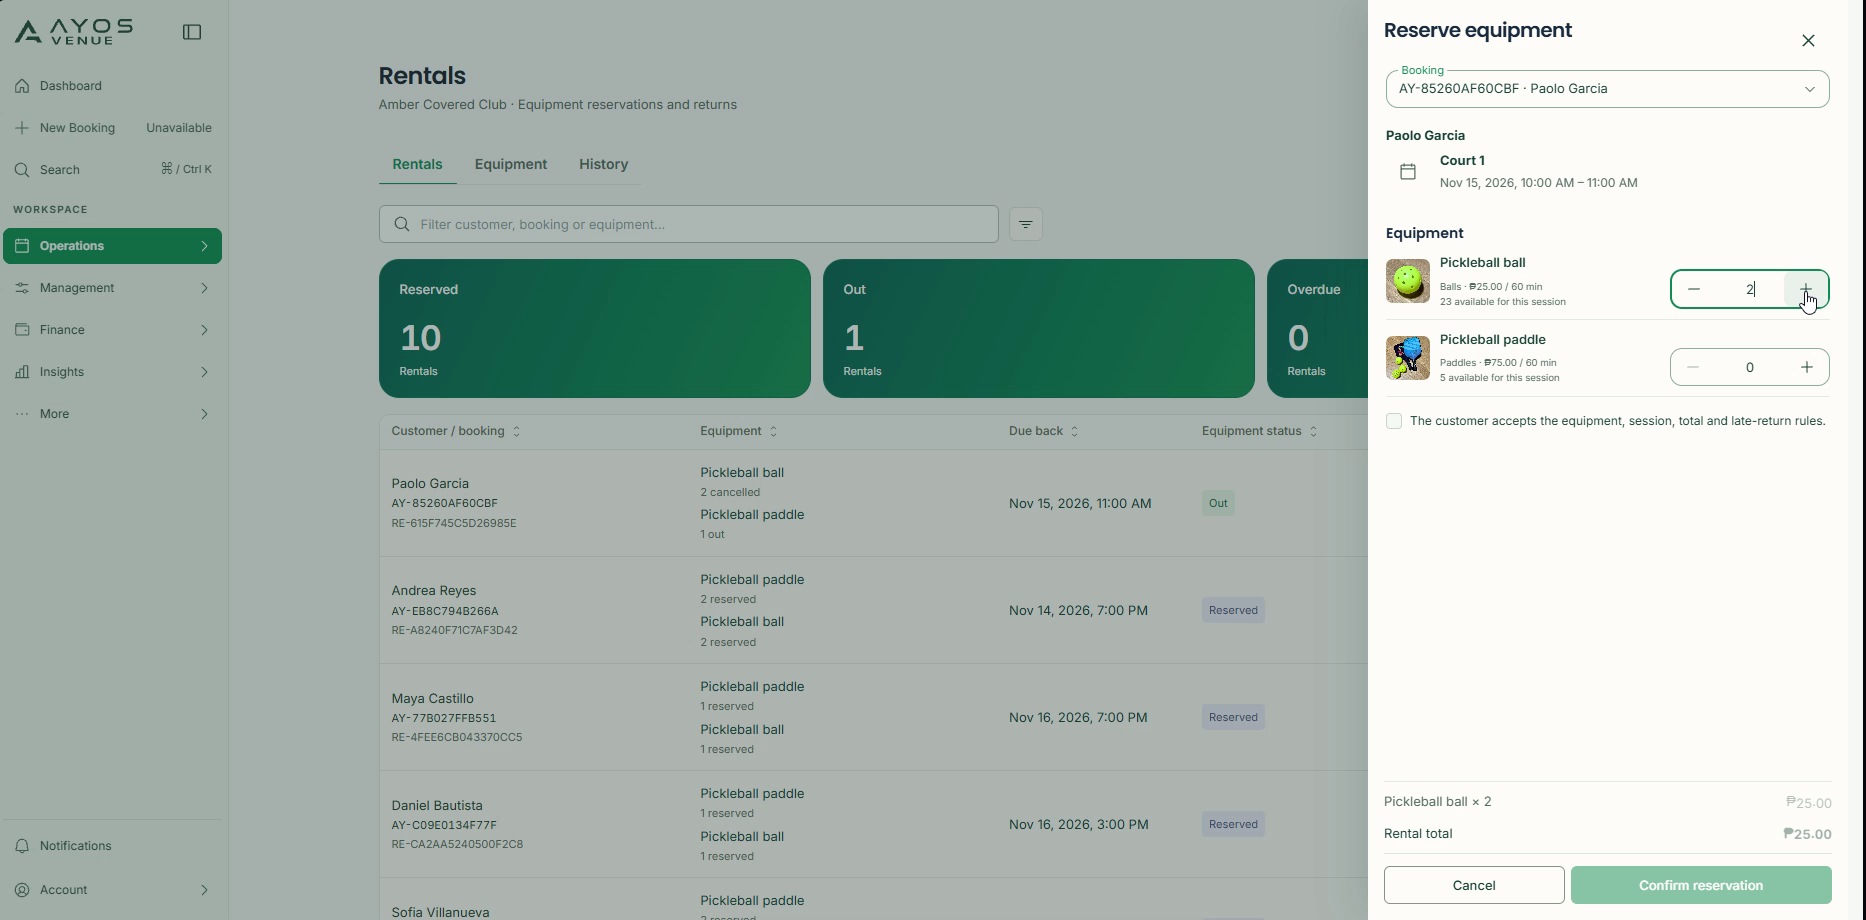 AYOS
VENUE
Dashboard
New Booking Unavailable
Search ⌘ / Ctrl K
WORKSPACE
Operations
Management
Finance
Insights
More
Notifications
Account
Rentals
Amber Covered Club · Equipment reservations and returns
Rentals Equipment History
Filter customer, booking or equipment...
Reserved
10
Rentals
Out
1
Rentals
Overdue
0
Rentals
Customer / booking Equipment Due back Equipment status
Paolo Garcia
AY-85260AF60CBF
RE-615F745C5D26985E
Pickleball ball
2 cancelled
Pickleball paddle
1 out
Nov 15, 2026, 11:00 AM
Out
Andrea Reyes
AY-EB8C794B266A
RE-A8240F71C7AF3D42
Pickleball paddle
2 reserved
Pickleball ball
2 reserved
Nov 14, 2026, 7:00 PM
Reserved
Maya Castillo
AY-77B027FFB551
RE-4FEE6CB043370CC5
Pickleball paddle
1 reserved
Pickleball ball
1 reserved
Nov 16, 2026, 7:00 PM
Reserved
Daniel Bautista
AY-C09E0134F77F
RE-CA2AA5240500F2C8
Pickleball paddle
1 reserved
Pickleball ball
1 reserved
Nov 16, 2026, 3:00 PM
Reserved
Sofia Villanueva
Pickleball paddle
2 reserved
Reserve equipment
Booking
AY-85260AF60CBF · Paolo Garcia
Paolo Garcia
Court 1
Nov 15, 2026, 10:00 AM – 11:00 AM
Equipment
Pickleball ball
Balls · ₱25.00 / 60 min
23 available for this session
2
Pickleball paddle
Paddles · ₱75.00 / 60 min
5 available for this session
0
The customer accepts the equipment, session, total and late-return rules.
Pickleball ball × 2 ₱25.00
Rental total ₱25.00
Cancel
Confirm reservation